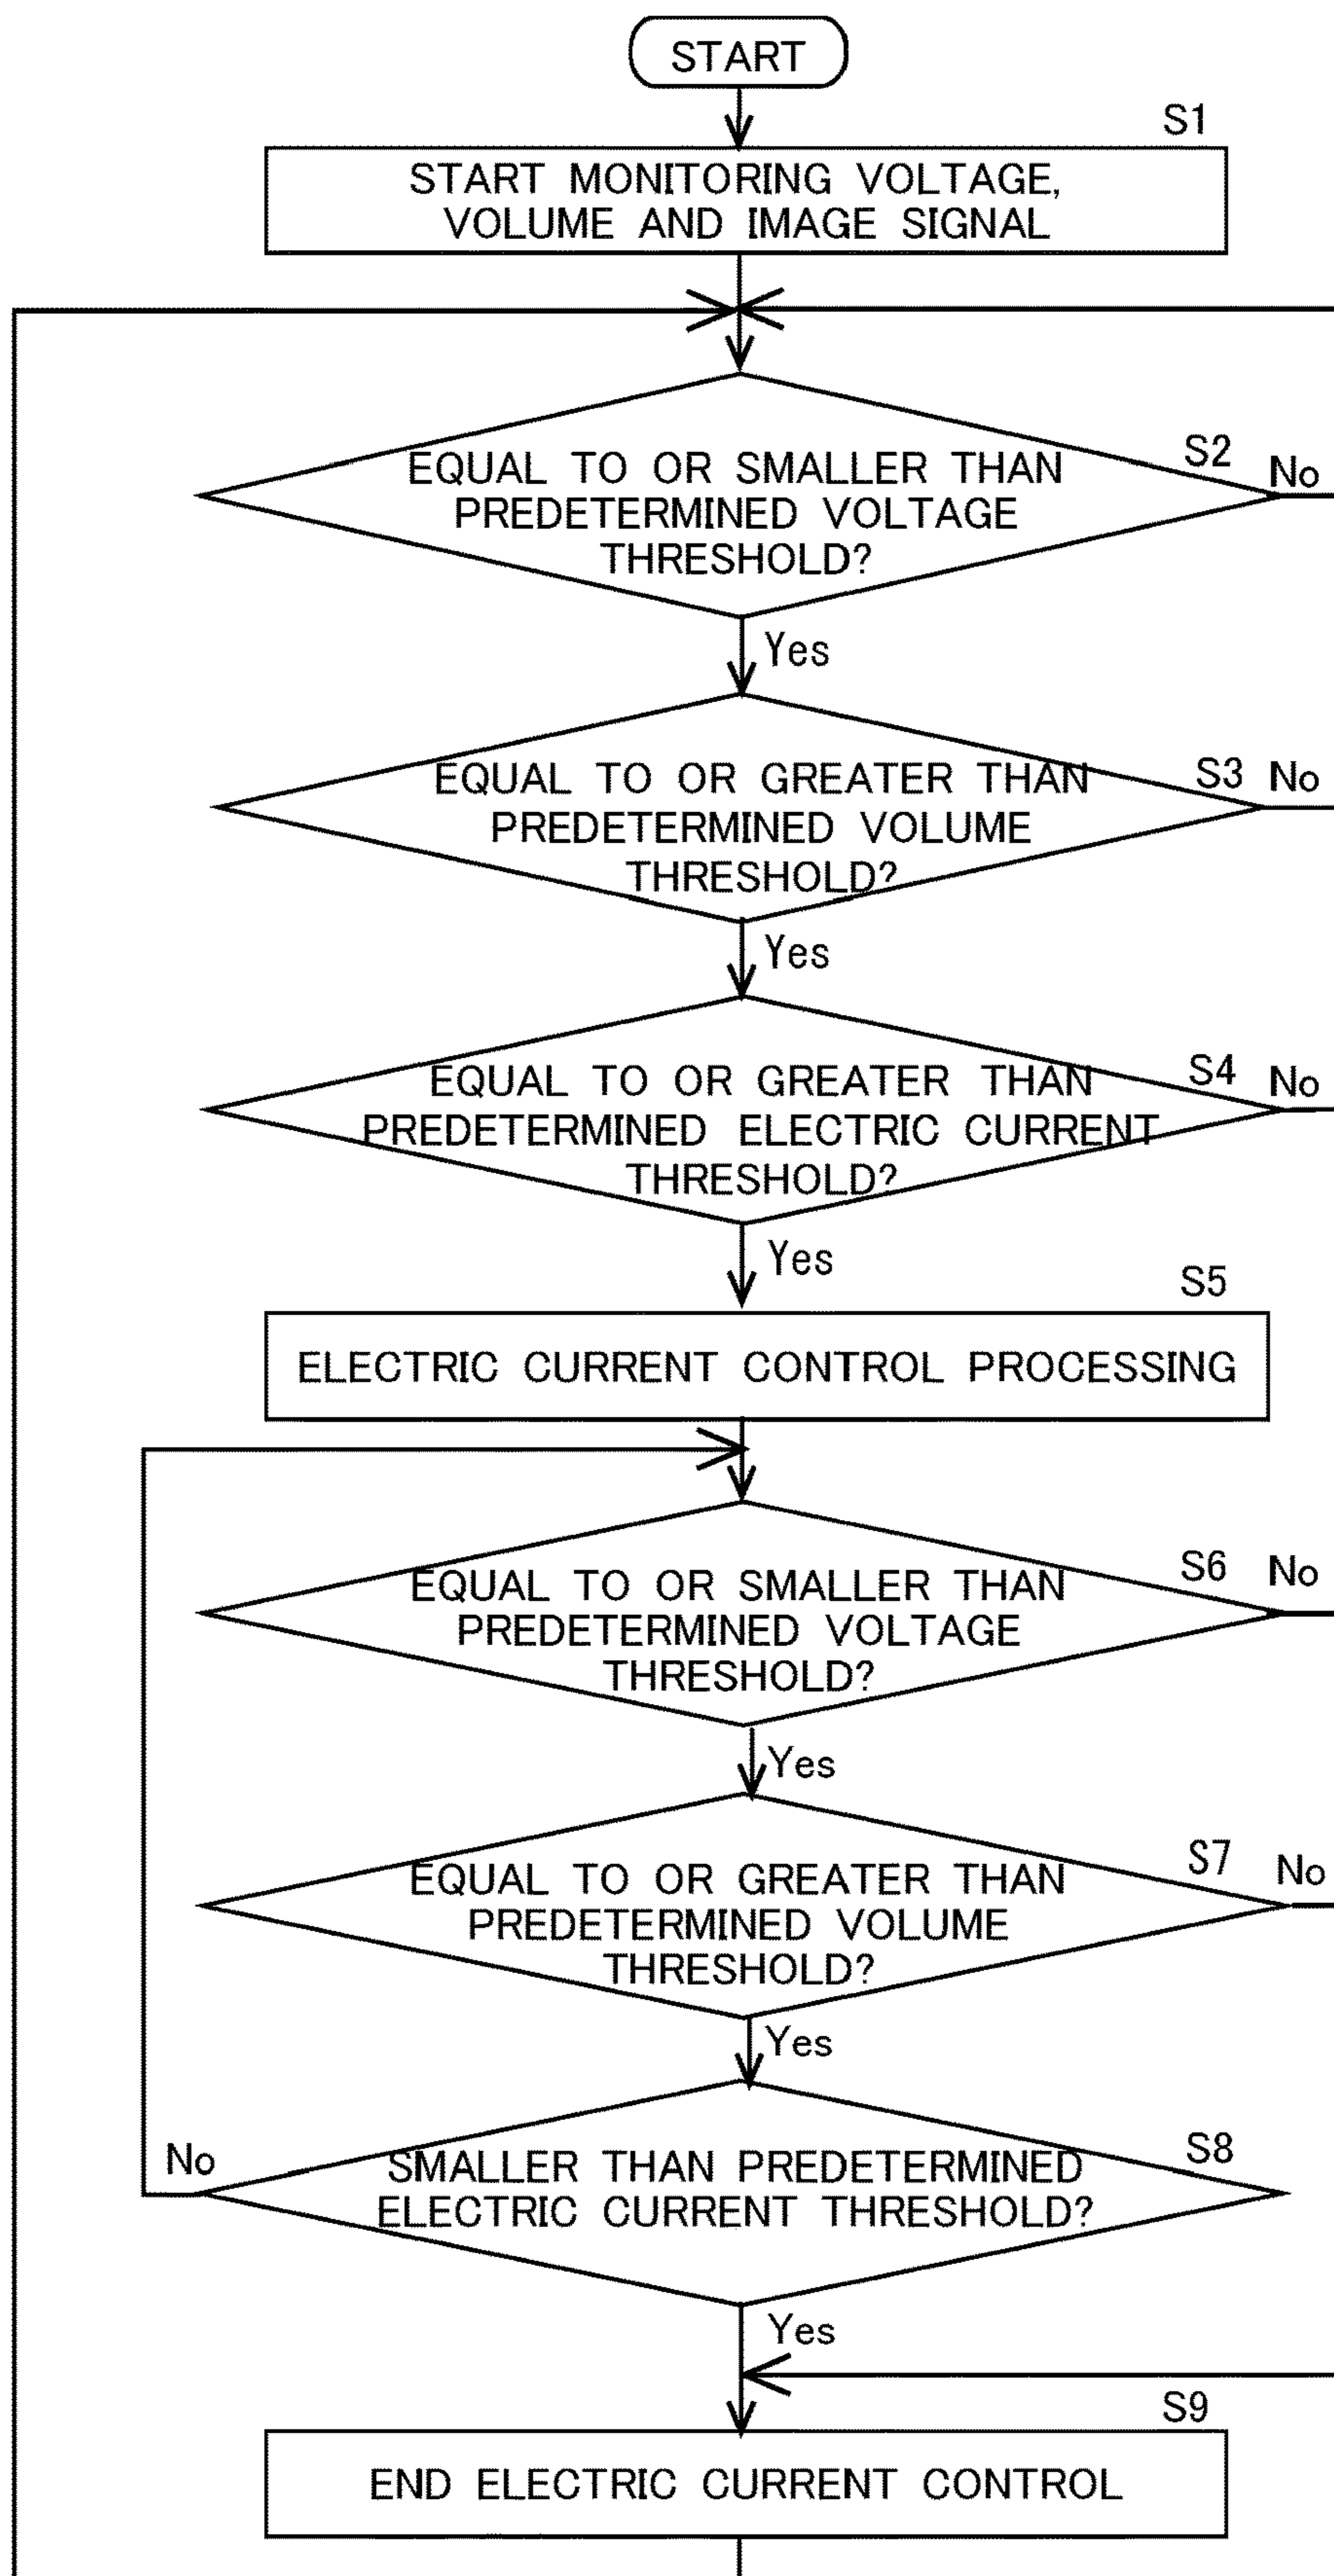 START
S1
START MONITORING VOLTAGE,
VOLUME AND IMAGE SIGNAL
S2
No
EQUAL TO OR SMALLER THAN
PREDETERMINED VOLTAGE
THRESHOLD?
Yes
S3
No
EQUAL TO OR GREATER THAN
PREDETERMINED VOLUME
THRESHOLD?
Yes
S4
No
EQUAL TO OR GREATER THAN
PREDETERMINED ELECTRIC CURRENT
THRESHOLD?
Yes
S5
ELECTRIC CURRENT CONTROL PROCESSING
S6
No
EQUAL TO OR SMALLER THAN
PREDETERMINED VOLTAGE
THRESHOLD?
Yes
S7
No
EQUAL TO OR GREATER THAN
PREDETERMINED VOLUME
THRESHOLD?
Yes
S8
No
SMALLER THAN PREDETERMINED
ELECTRIC CURRENT THRESHOLD?
Yes
S9
END ELECTRIC CURRENT CONTROL